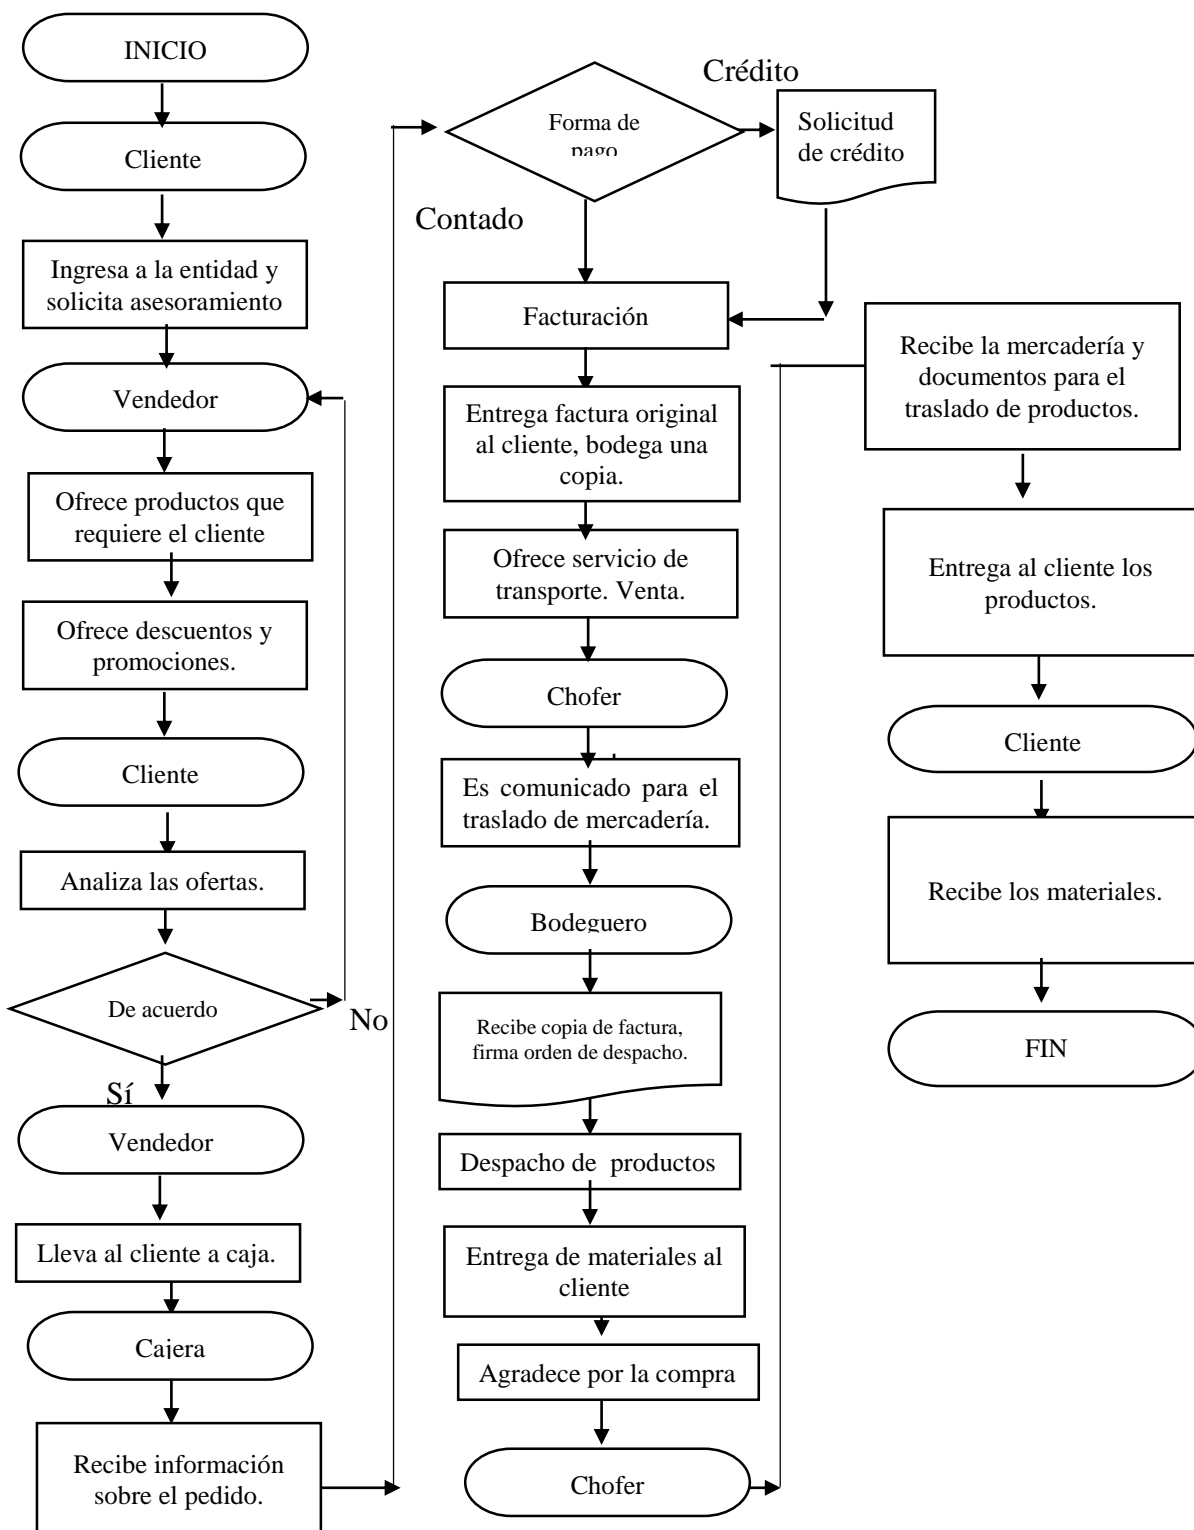 INICIO
Cliente
Ingresa a la entidad y
solicita asesoramiento
Vendedor
Ofrece productos que
requiere el cliente
Ofrece descuentos y
promociones.
Cliente
Analiza las ofertas.
De acuerdo
No
Sí
Vendedor
Lleva al cliente a caja.
Cajera
Recibe información
sobre el pedido.
Forma de
pago
Crédito
Solicitud
de crédito
Contado
Facturación
Entrega factura original
al cliente, bodega una
copia.
Ofrece servicio de
transporte. Venta.
Chofer
Es comunicado para el
traslado de mercadería.
Bodeguero
Recibe copia de factura,
firma orden de despacho.
Despacho de productos
Entrega de materiales al
cliente
Agradece por la compra
Chofer
Recibe la mercadería y
documentos para el
traslado de productos.
Entrega al cliente los
productos.
Cliente
Recibe los materiales.
FIN